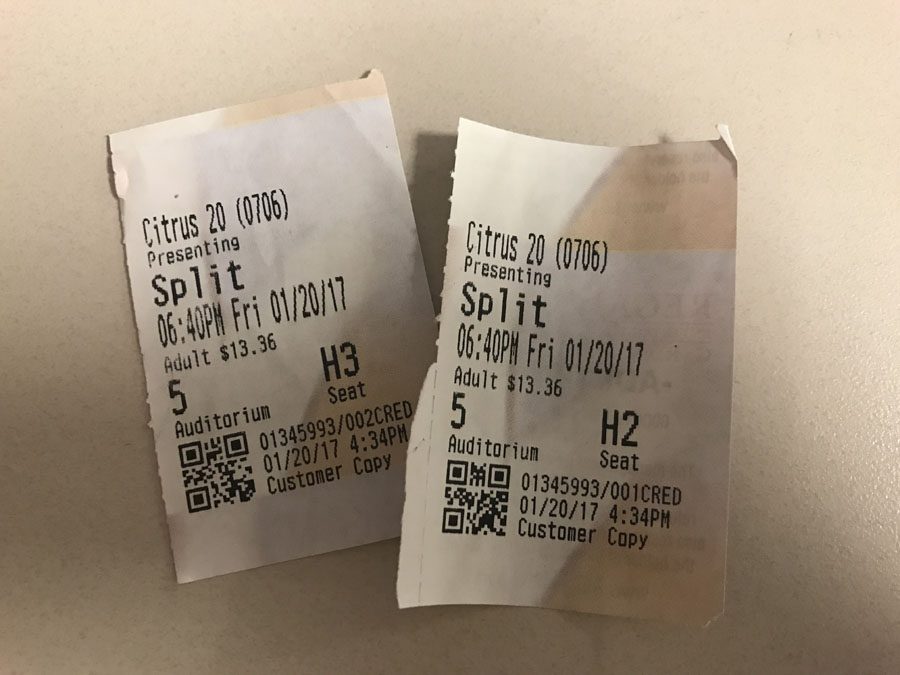 Citrus 20 (0706)
Presenting
Split
06:40PM Fri 01/20/17
Adult $13.36
5 H3
Auditorium Seat
01345993/002CRED
01/20/17 4:34PM
Customer Copy
Citrus 20 (0706)
Presenting
Split
06:40PM Fri 01/20/17
Adult $13.36
5 H2
Auditorium Seat
01345993/001CRED
01/20/17 4:34PM
Customer Copy